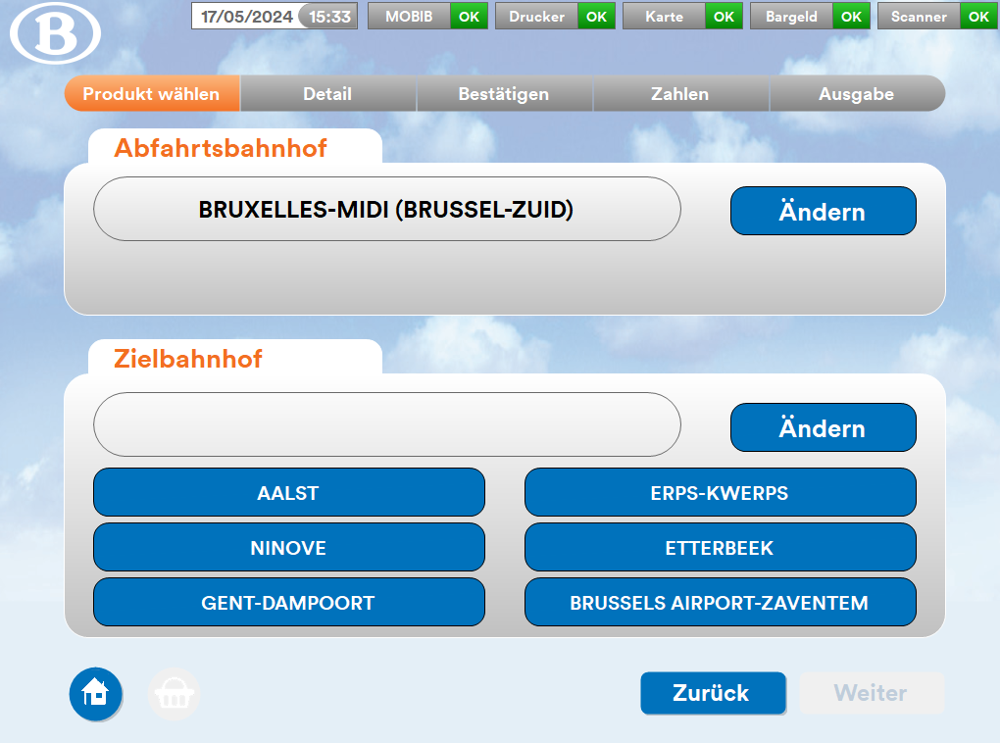 B
17/05/2024 15:33 MOBIB OK Drucker OK Karte OK Bargeld OK Scanner OK
Produkt wählen Detail Bestätigen Zahlen Ausgabe
Abfahrtsbahnhof
BRUXELLES-MIDI (BRUSSEL-ZUID) Ändern
Zielbahnhof
Ändern
AALST ERPS-KWERPS
NINOVE ETTERBEEK
GENT-DAMPOORT BRUSSELS AIRPORT-ZAVENTEM
Zurück Weiter